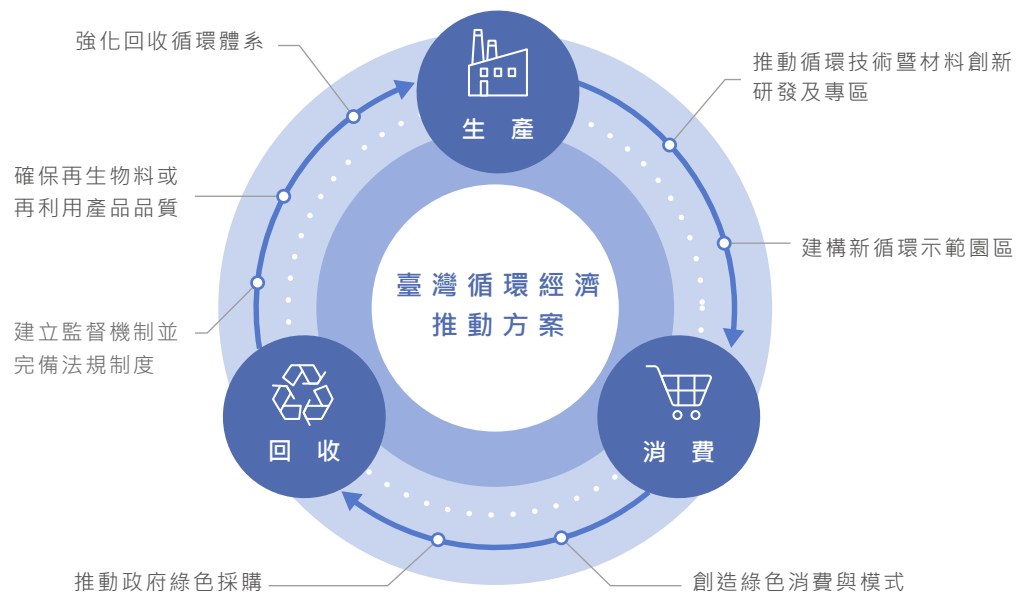 強化回收循環體系
推動循環技術暨材料創新
研發及專區
生產
確保再生物料或
再利用產品品質
建構新循環示範園區
臺灣循環經濟
推動方案
建立監督機制並
完備法規制度
回收
消費
推動政府綠色採購
創造綠色消費與模式